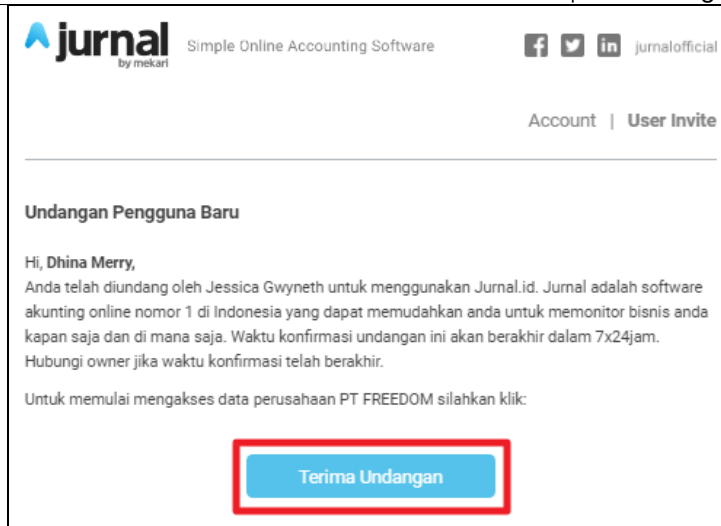 jurnal
by mekari
Simple Online Accounting Software
jurnalofficial
Account | User Invite
Undangan Pengguna Baru
Hi, Dhina Merry,
Anda telah diundang oleh Jessica Gwyneth untuk menggunakan Jurnal.id. Jurnal adalah software
akunting online nomor 1 di Indonesia yang dapat memudahkan anda untuk memonitor bisnis anda
kapan saja dan di mana saja. Waktu konfirmasi undangan ini akan berakhir dalam 7x24jam.
Hubungi owner jika waktu konfirmasi telah berakhir.
Untuk memulai mengakses data perusahaan PT FREEDOM silahkan klik:
Terima Undangan